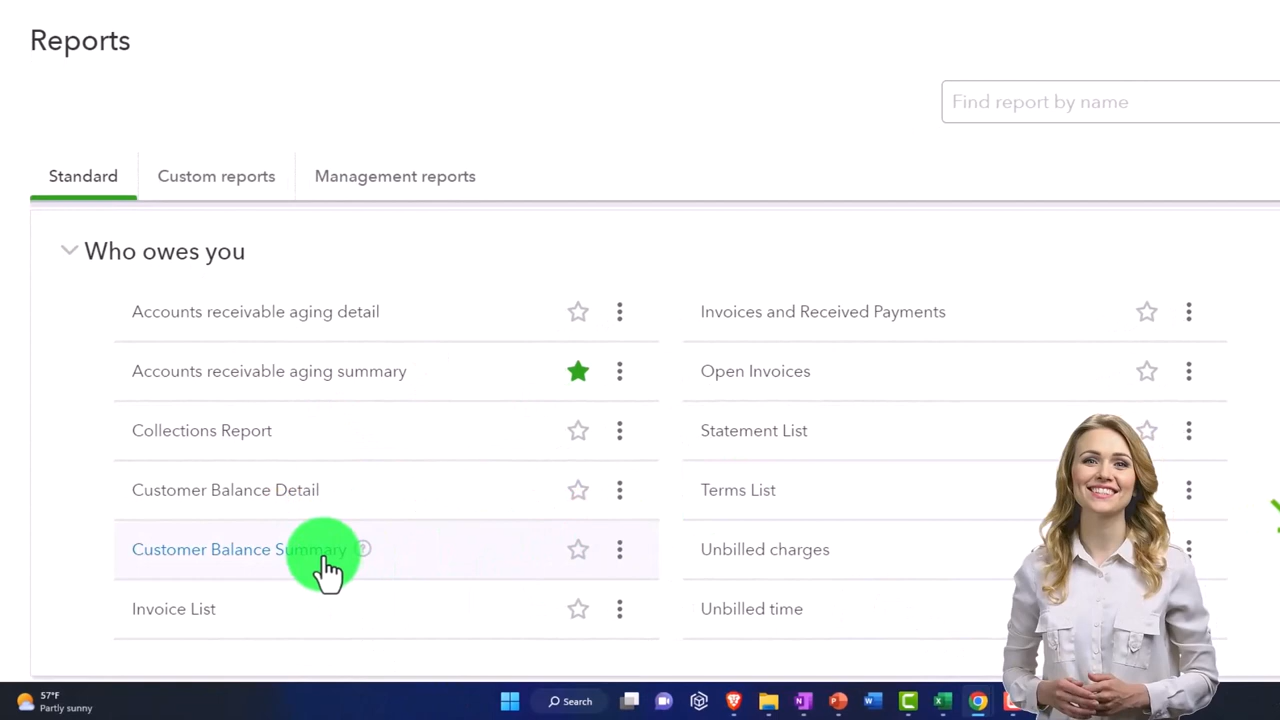 Reports
Find report by name
Standard
Custom reports
Management reports
Who owes you
Accounts receivable aging detail
Invoices and Received Payments
Accounts receivable aging summary
Open Invoices
Collections Report
Statement List
Customer Balance Detail
Terms List
Customer Balance Summary
Unbilled charges
Invoice List
Unbilled time
57°F
Partly sunny
Search